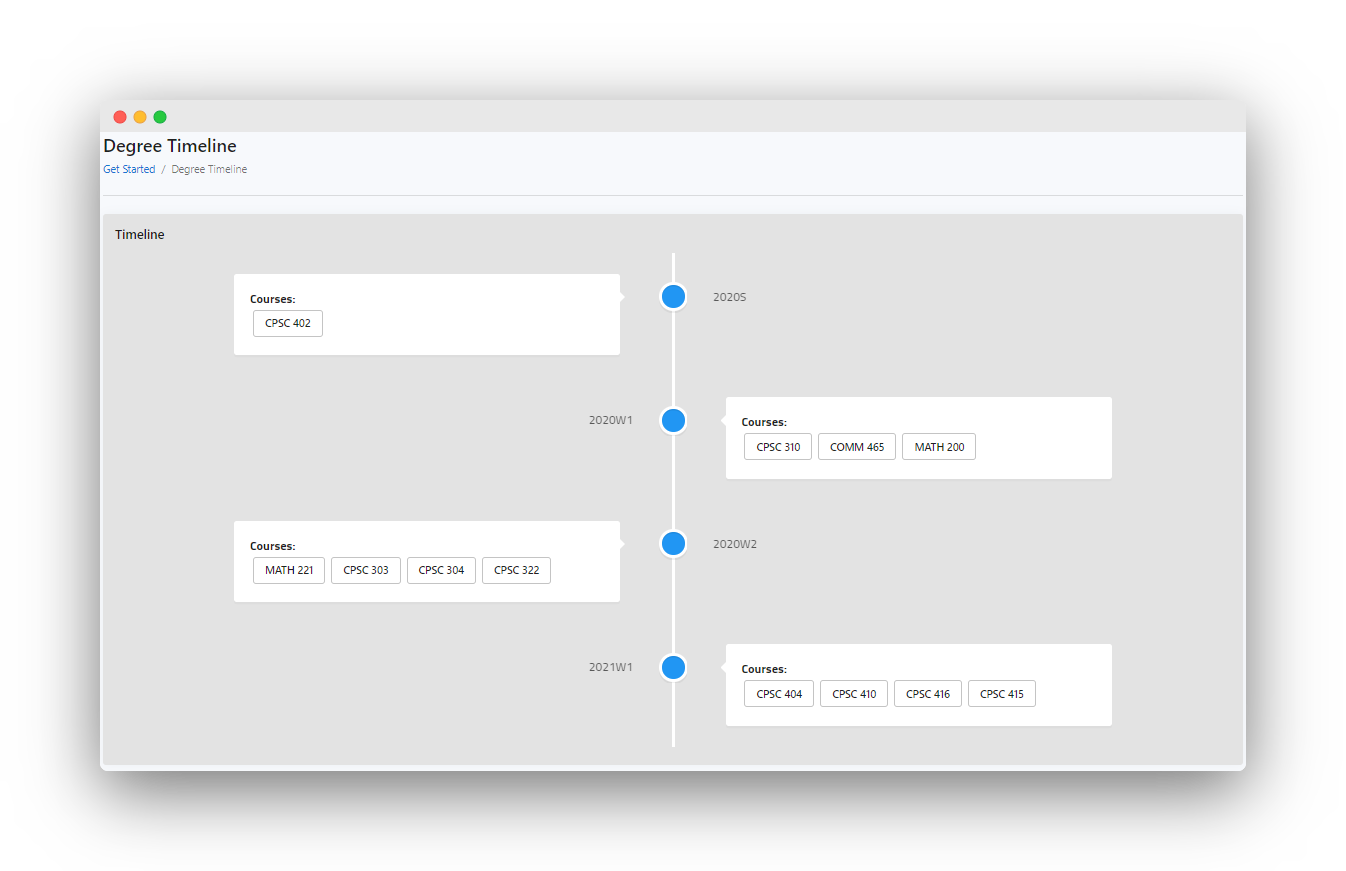 Degree Timeline
Get Started / Degree Timeline
Timeline
Courses:
CPSC 402
2020S
2020W1
Courses:
CPSC 310 COMM 465 MATH 200
Courses:
MATH 221 CPSC 303 CPSC 304 CPSC 322
2020W2
2021W1
Courses:
CPSC 404 CPSC 410 CPSC 416 CPSC 415